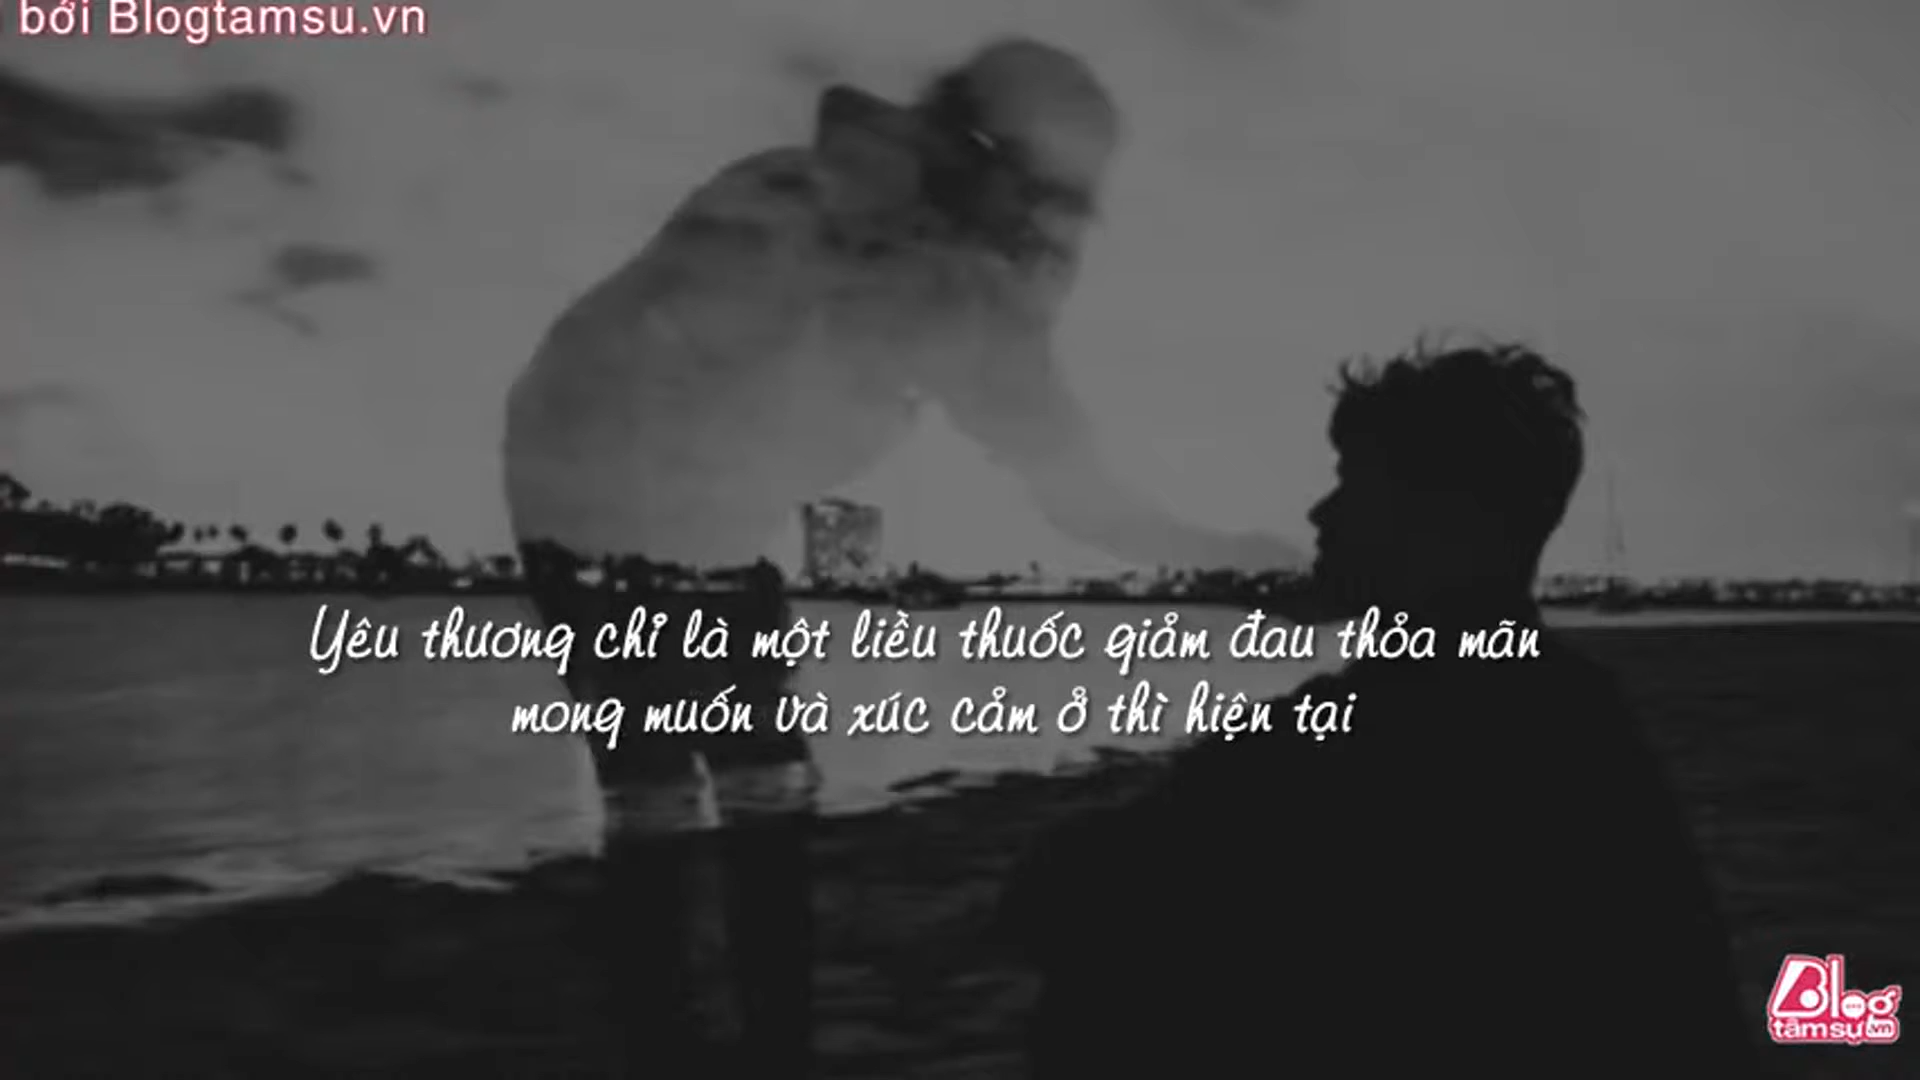 bởi Blogtamsu.vn
Yêu thương chỉ là một liều thuốc giảm đau thỏa mãn
mong muốn và xúc cảm ở thì hiện tại
Blog
tâmsự.vn